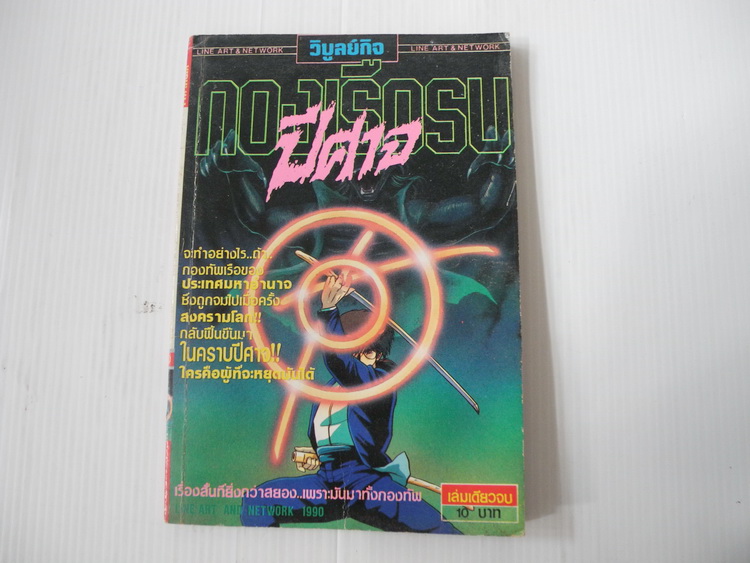 LINE ART & NETWORK วิบูลย์กิจ LINE ART & NETWORK
กองเรือรบ
ปีศาจ
จะทำอย่างไร..ถ้า..
กองทัพเรือของ
ประเทศมหาอำนาจ
ซึ่งถูกจมไปเมื่อครั้ง
สงครามโลก!!
กลับฟื้นขึ้นมา
ในคราบปีศาจ!!
ใครคือผู้ที่จะหยุดมันได้
เรื่องสั้นที่ยิ่งกว่าสยอง..เพราะมันมาทั้งกองทัพ
LINE ART AND NETWORK 1990
เล่มเดียวจบ
10 บาท